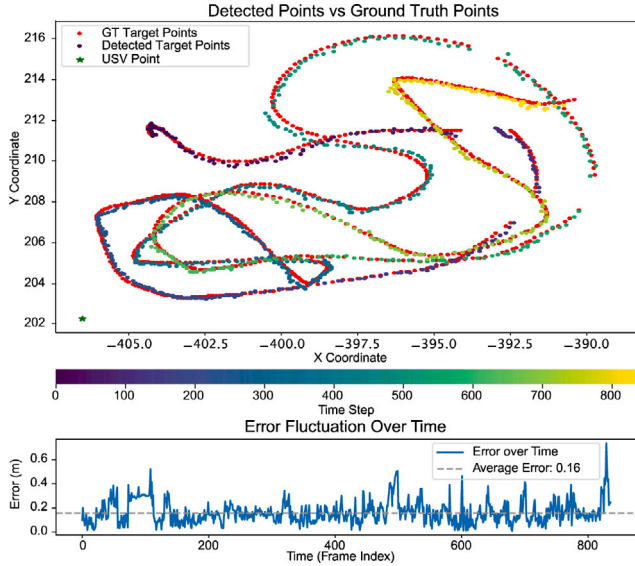 Detected Points vs Ground Truth Points
GT Target Points
Detected Target Points
USV Point
Y Coordinate
216
214
212
210
208
206
204
202
−405.0 −402.5 −400.0 −397.5 −395.0 −392.5 −390.0
X Coordinate
0 100 200 300 400 500 600 700 800
Time Step
Error Fluctuation Over Time
Error over Time
Average Error: 0.16
Error (m)
0.6
0.4
0.2
0.0
0 200 400 600 800
Time (Frame Index)